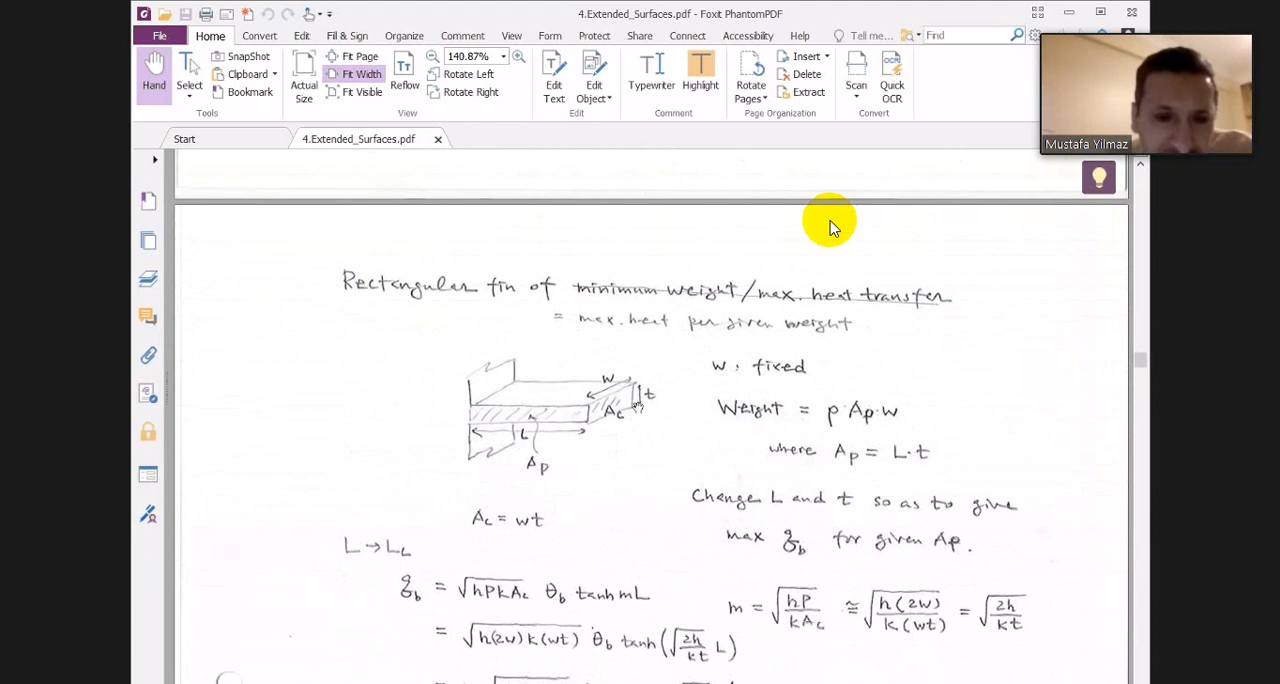 4.Extended_Surfaces.pdf - Foxit PhantomPDF
File Home Convert Edit Fill & Sign Organize Comment View Form Protect Share Connect Accessibility Help Tell me... Find
Hand
Select
SnapShot
Clipboard
Bookmark
Actual Size
Fit Page
Fit Width
Fit Visible
Reflow
140.87%
Rotate Left
Rotate Right
Edit Text
Edit Object
Typewriter
Highlight
Rotate Pages
Insert
Delete
Extract
Scan
Quick OCR
Tools View Edit Comment Page Organization Convert
Mustafa Yilmaz
Start 4.Extended_Surfaces.pdf
Rectangular fin of minimum weight/max. heat transfer
= max. heat per given weight
w t
Ac
L
Ap
w : fixed
Weight = ρ·Ap·w
where Ap = L·t
Ac = wt
Change L and t so as to give
max q_b for given Ap.
L → Lc
q_b = √hPkAc θb tanh mL
m = √(hP/kAc) ≅ √(h(2w)/k(wt)) = √(2h/kt)
= √h(2w)k(wt) θb tanh(√(2h/kt) L)